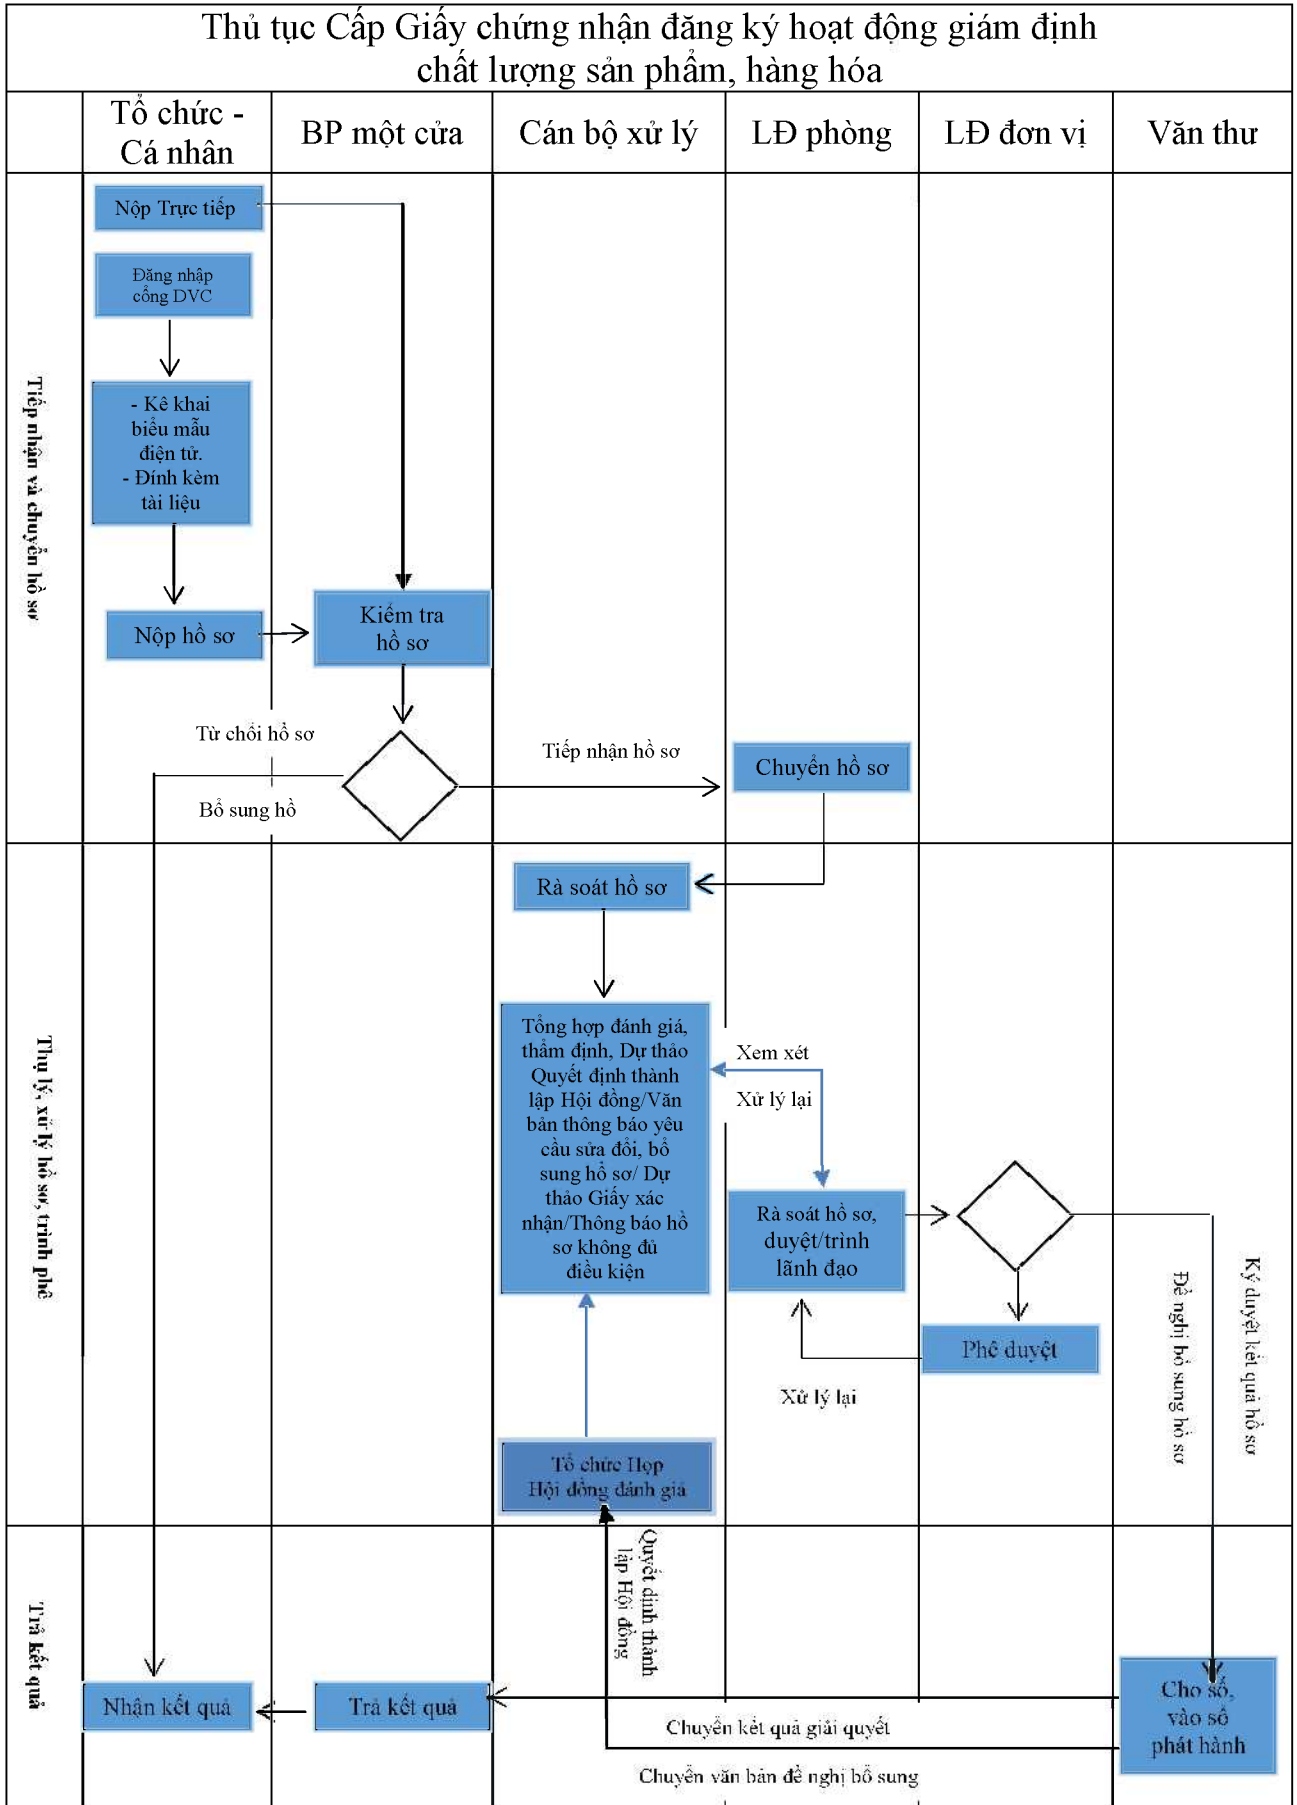 Thủ tục Cấp Giấy chứng nhận đăng ký hoạt động giám định
chất lượng sản phẩm, hàng hóa
Tổ chức -
Cá nhân
BP một cửa
Cán bộ xử lý
LĐ phòng
LĐ đơn vị
Văn thư
Tiếp nhận và chuyển hồ sơ
Nộp Trực tiếp
Đăng nhập
cổng DVC
- Kê khai
biểu mẫu
điện tử.
- Đính kèm
tài liệu
Nộp hồ sơ
Kiểm tra
hồ sơ
Từ chối hồ sơ
Bổ sung hồ
Tiếp nhận hồ sơ
Chuyển hồ sơ
Thụ lý, xử lý hồ sơ, trình phê
Rà soát hồ sơ
Tổng hợp đánh giá,
thẩm định, Dự thảo
Quyết định thành
lập Hội đồng/Văn
bản thông báo yêu
cầu sửa đổi, bổ
sung hồ sơ/ Dự
thảo Giấy xác
nhận/Thông báo hồ
sơ không đủ
điều kiện
Xem xét
Xử lý lại
Rà soát hồ sơ,
duyệt/trình
lãnh đạo
Phê duyệt
Xử lý lại
Ký duyệt kết quả hồ sơ
Đề nghị bổ sung hồ sơ
Tổ chức Họp
Hội đồng đánh giá
Trả kết quả
Quyết định thành
lập Hội đồng
Nhận kết quả
Trả kết quả
Cho số,
vào sổ
phát hành
Chuyển kết quả giải quyết
Chuyển văn bản đề nghị bổ sung